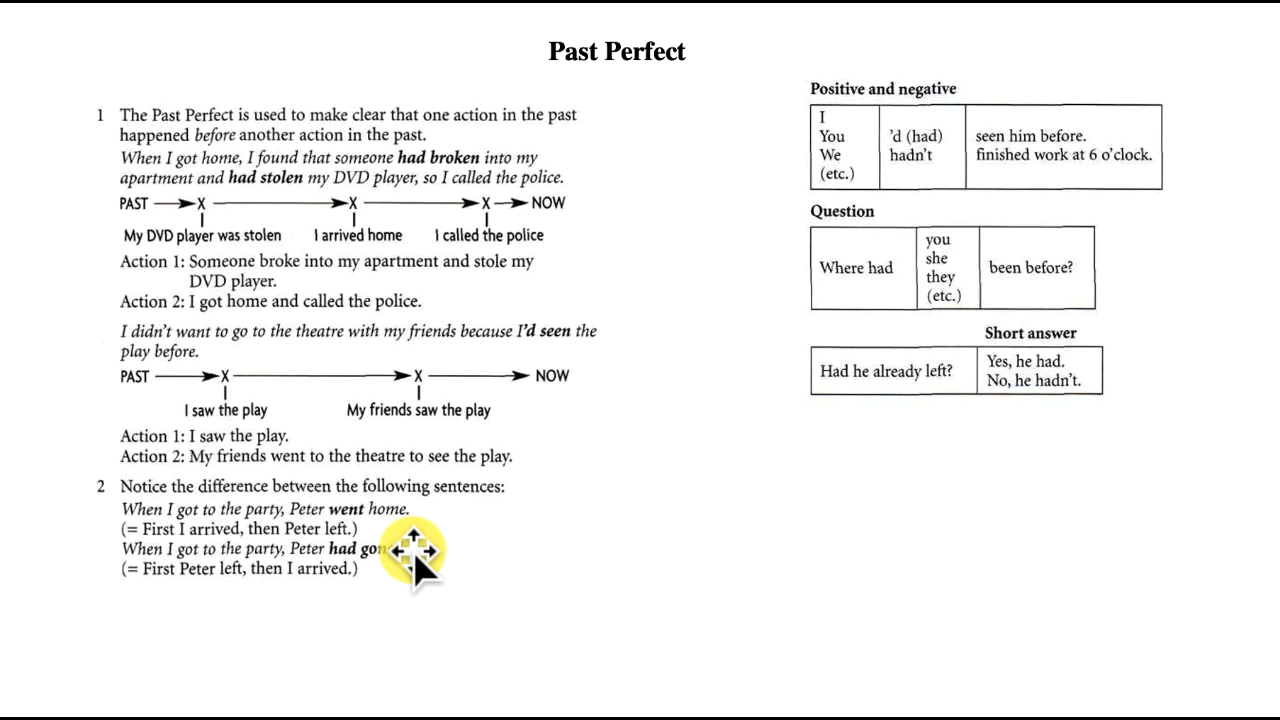 Past Perfect
1 The Past Perfect is used to make clear that one action in the past
happened before another action in the past.
When I got home, I found that someone had broken into my
apartment and had stolen my DVD player, so I called the police.
PAST X X X NOW
My DVD player was stolen I arrived home I called the police
Action 1: Someone broke into my apartment and stole my
DVD player.
Action 2: I got home and called the police.
I didn't want to go to the theatre with my friends because I'd seen the
play before.
PAST X X NOW
I saw the play My friends saw the play
Action 1: I saw the play.
Action 2: My friends went to the theatre to see the play.
2 Notice the difference between the following sentences:
When I got to the party, Peter went home.
(= First I arrived, then Peter left.)
When I got to the party, Peter had
(= First Peter left, then I arrived.)
Positive and negative
I
You
We
(etc.)
'd (had)
hadn't
seen him before.
finished work at 6 o'clock.
Question
Where had
you
she
they
(etc.)
been before?
Short answer
Had he already left?
Yes, he had.
No, he hadn't.